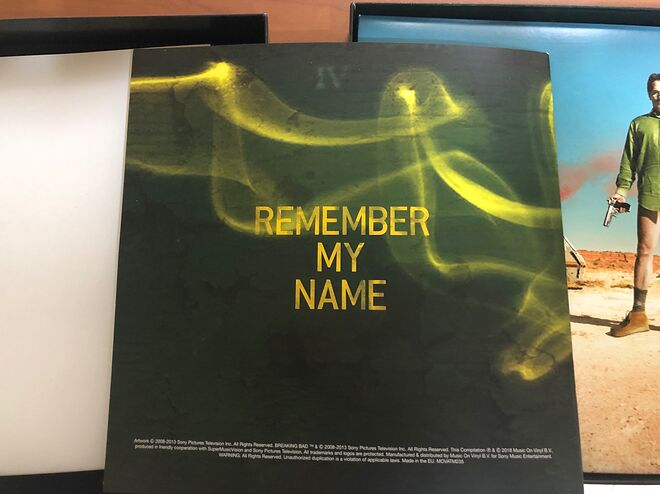 IV
REMEMBER
MY
NAME
Artwork © 2008-2013 Sony Pictures Television Inc. All Rights Reserved. BREAKING BAD ™ & © 2008-2013 Sony Pictures Television Inc. All Rights Reserved. This Compilation ℗ & © 2018 Music On Vinyl B.V.
produced in friendly cooperation with SuperMusicVision and Sony Pictures Television. All trademarks and logos are protected. Manufactured & distributed by Music On Vinyl B.V. for Sony Music Entertainment.
WARNING: All Rights Reserved. Unauthorized duplication is a violation of applicable laws. Made in the EU. MOVATM235